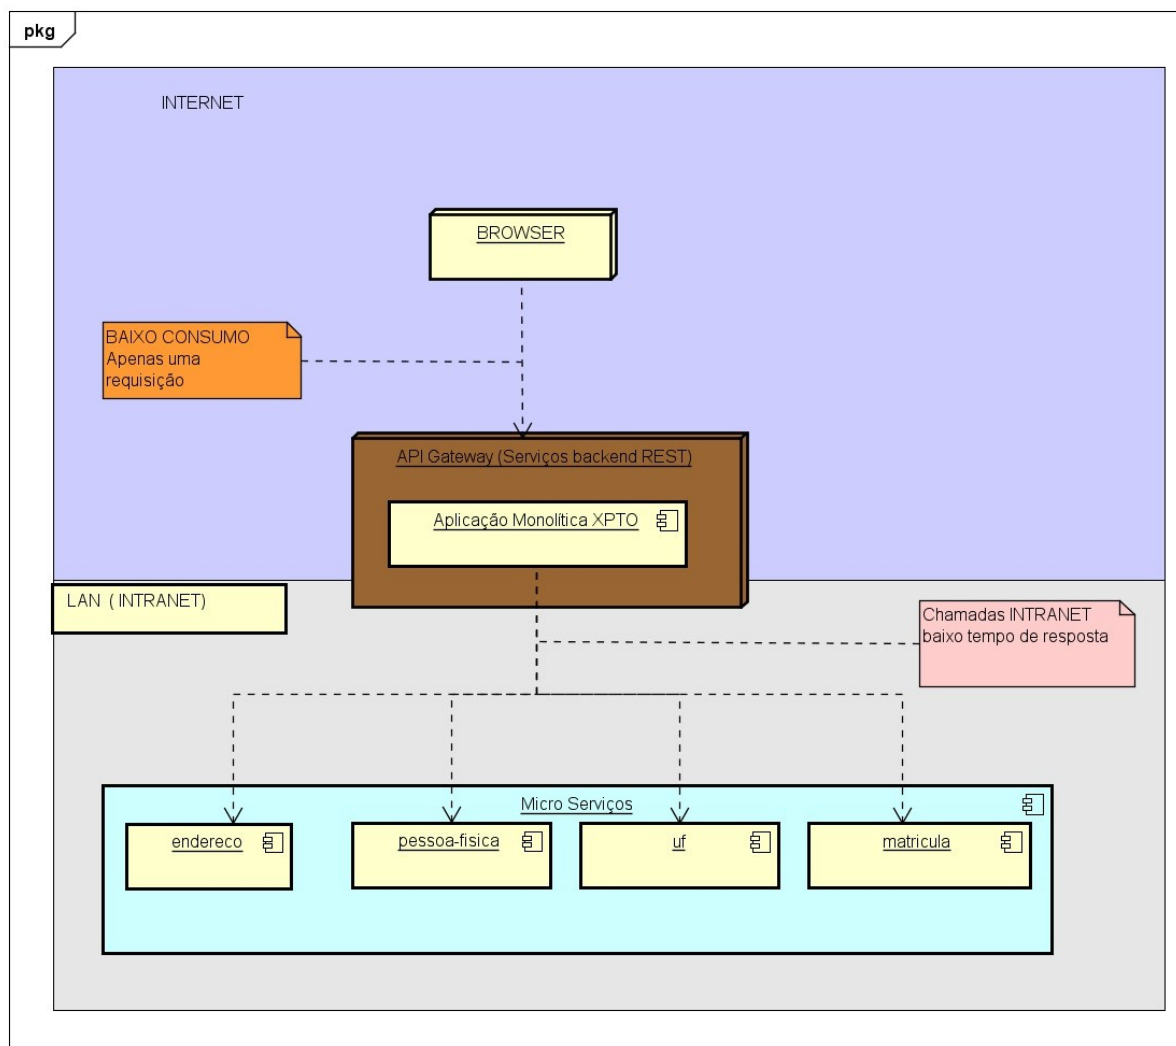 pkg
INTERNET
BROWSER
BAIXO CONSUMO
Apenas uma
requisição
API Gateway (Serviços backend REST)
Aplicação Monolítica XPTO
LAN ( INTRANET)
Chamadas INTRANET
baixo tempo de resposta
Micro Serviços
endereco
pessoa-fisica
uf
matricula